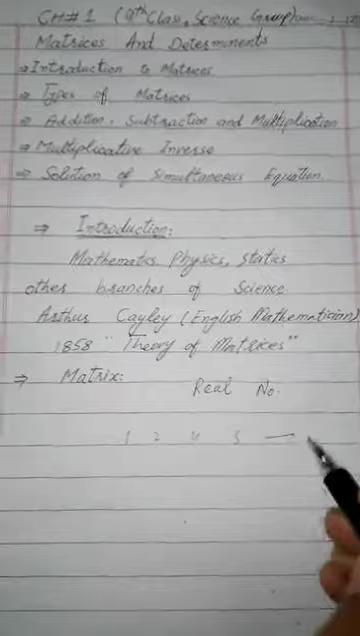 CH#1 (9th Class, Science Group)
Matrices And Determinents
⇒ Introduction to Matrices
⇒ Types of Matrices
⇒ Addition, Subtraction and Multiplication
⇒ Multiplicative Inverse
⇒ Solution of Simultaneous Equation.
⇒ Introduction:
Mathematics, Physics, statics
other branches of Science
Arthur Cayley (English Mathematician)
1858 "Theory of Matrices"
⇒ Matrix:
Real No.
1 2 4 5 —